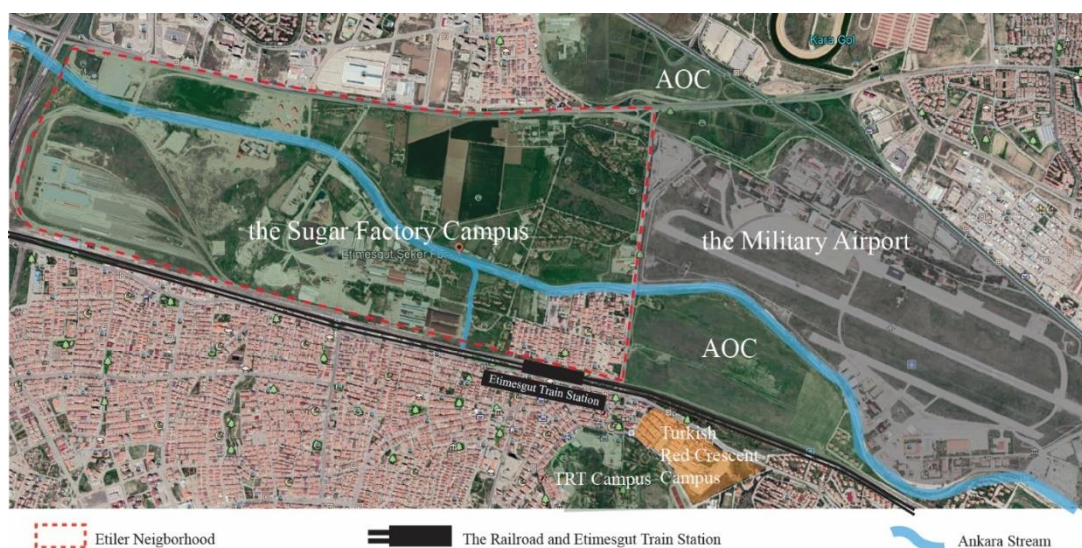 Kara Göl
AOC
the Sugar Factory Campus
the Military Airport
Etimesgut Şeker F
AOC
Etimesgut Train Station
Turkish
Red Crescent
Campus
TRT Campus
Etiler Neigborhood
The Railroad and Etimesgut Train Station
Ankara Stream